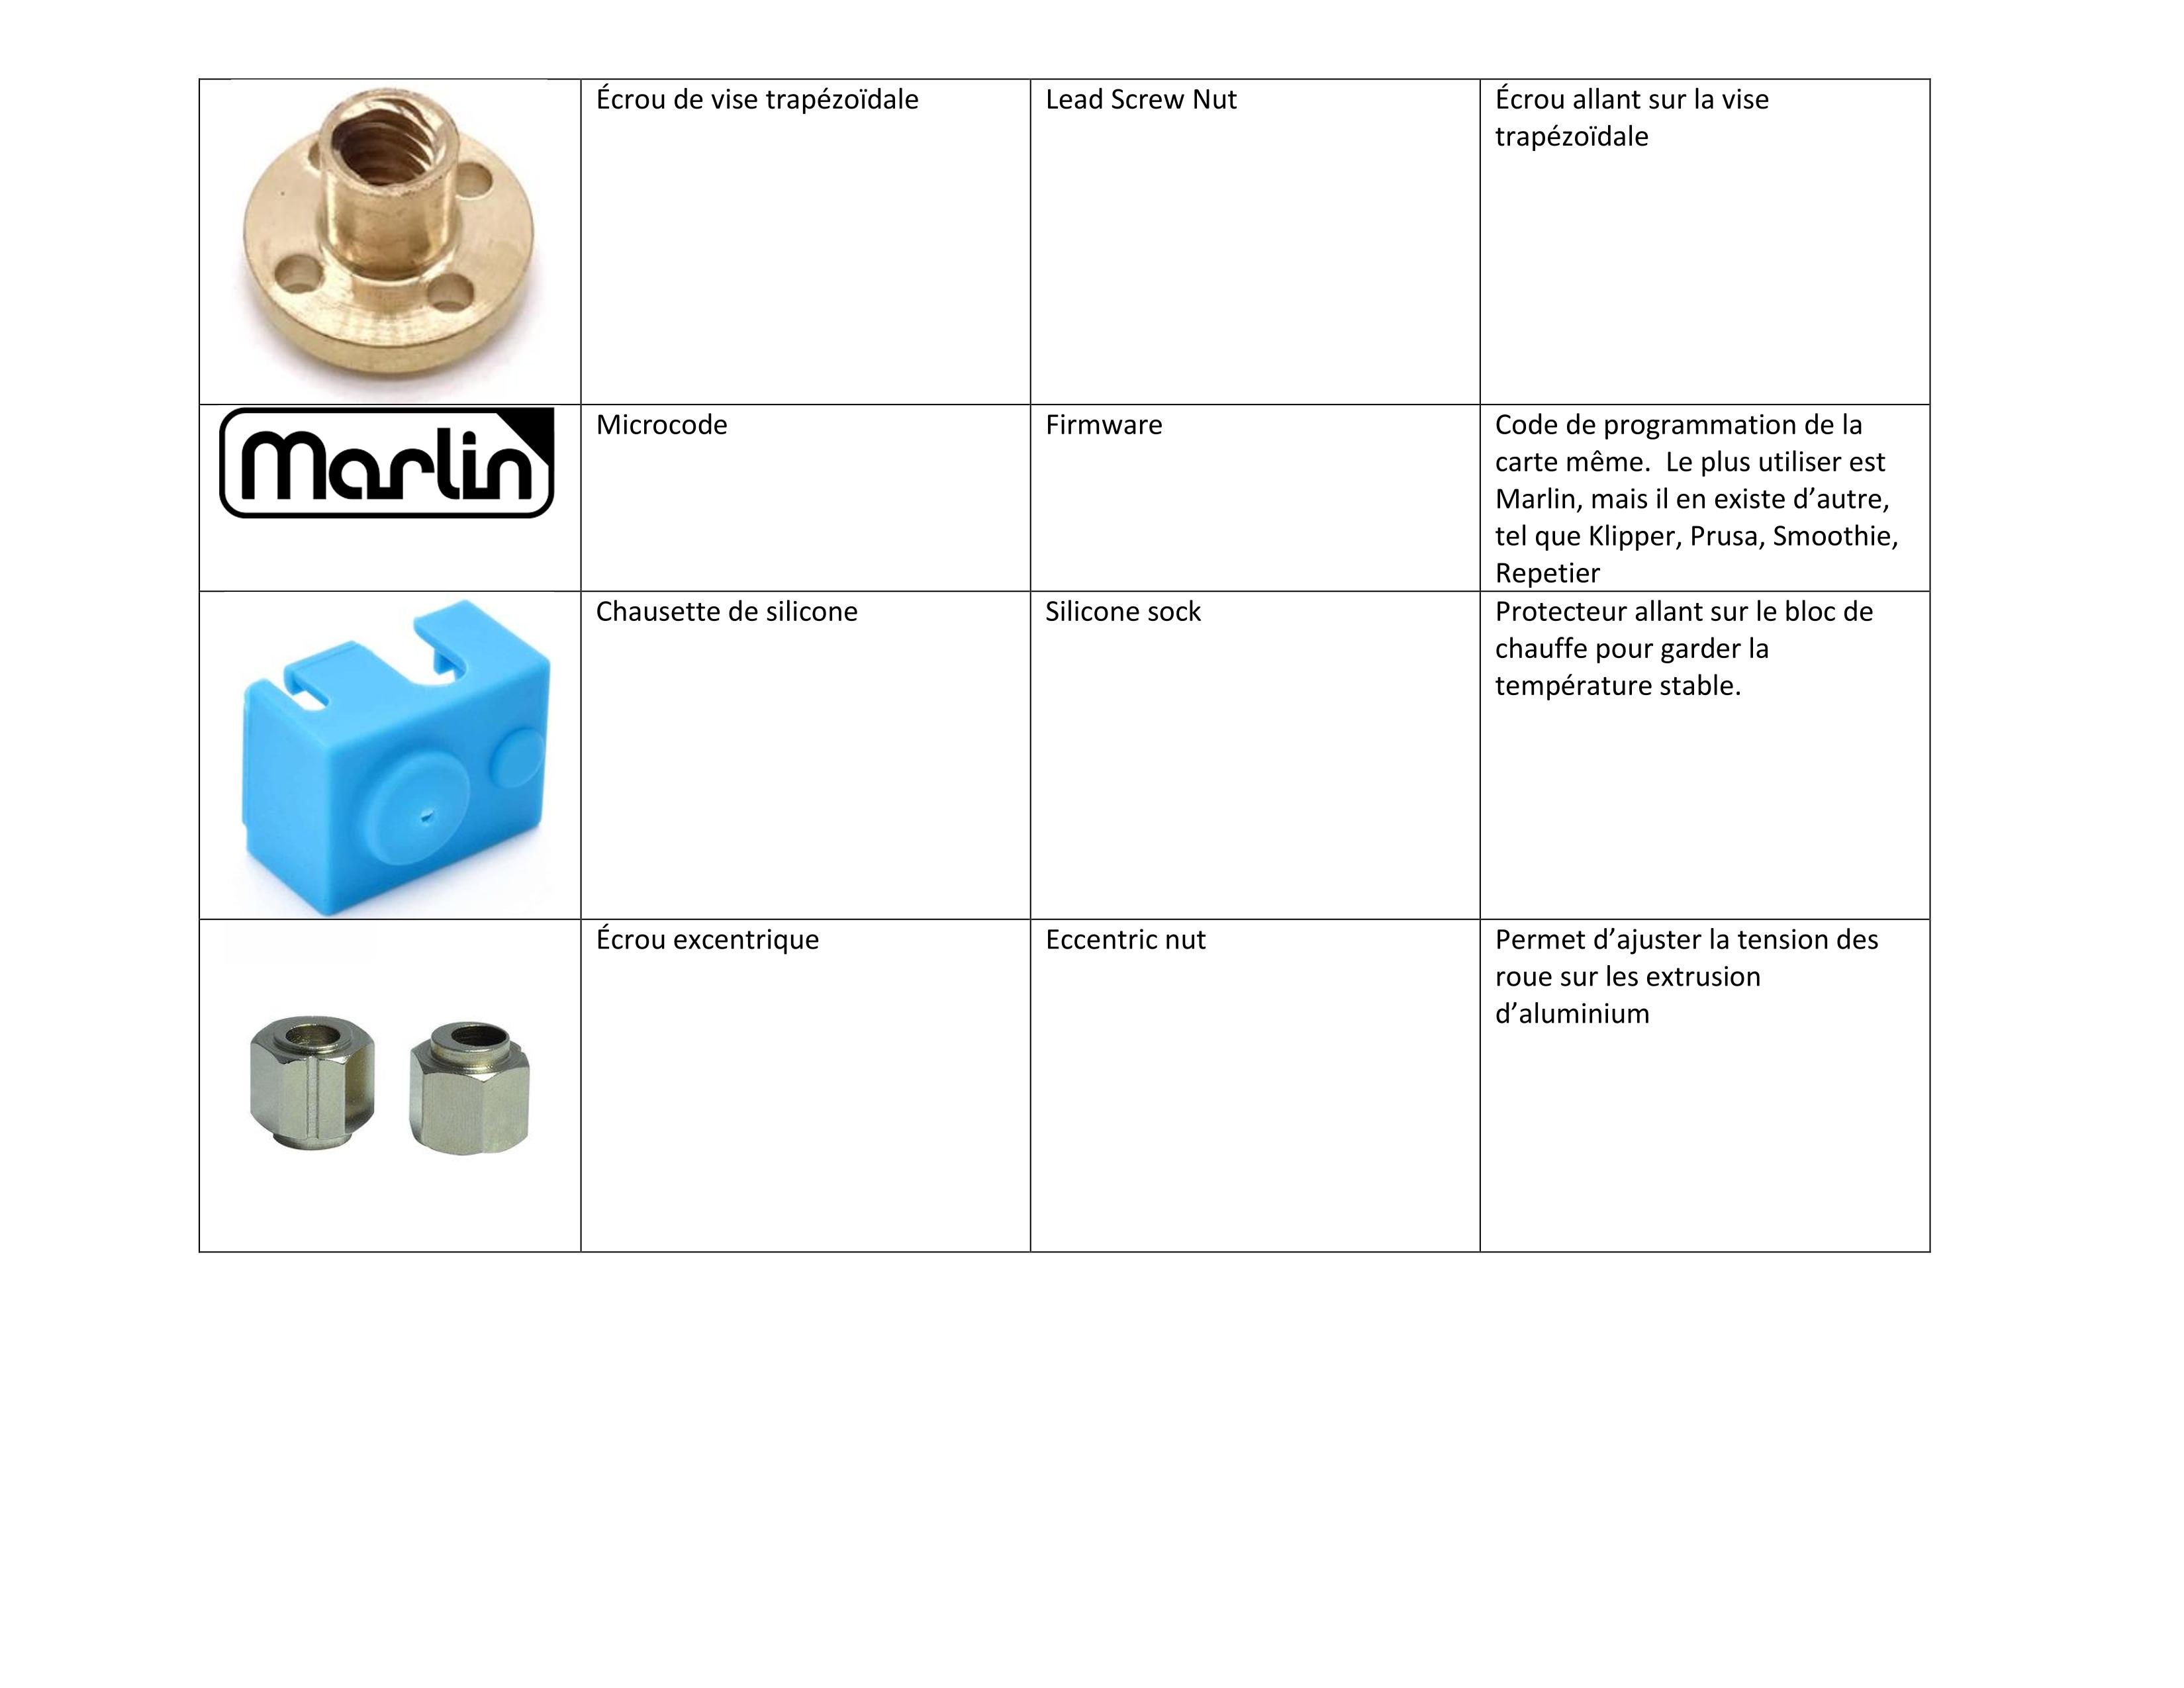 Écrou de vise trapézoïdale
Lead Screw Nut
Écrou allant sur la vise
trapézoïdale
Marlin
Microcode
Firmware
Code de programmation de la
carte même.  Le plus utiliser est
Marlin, mais il en existe d’autre,
tel que Klipper, Prusa, Smoothie,
Repetier
Chausette de silicone
Silicone sock
Protecteur allant sur le bloc de
chauffe pour garder la
température stable.
Écrou excentrique
Eccentric nut
Permet d’ajuster la tension des
roue sur les extrusion
d’aluminium